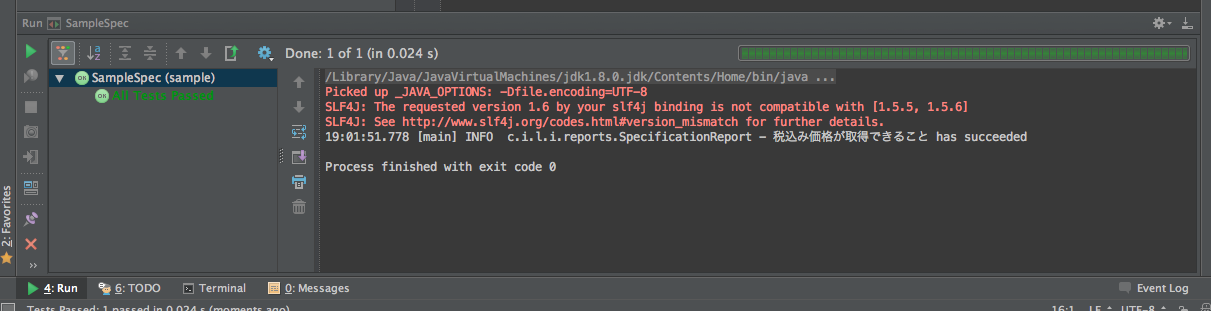 Run SampleSpec
Done: 1 of 1 (in 0.024 s)
SampleSpec (sample)
All Tests Passed
/Library/Java/JavaVirtualMachines/jdk1.8.0.jdk/Contents/Home/bin/java ...
Picked up _JAVA_OPTIONS: -Dfile.encoding=UTF-8
SLF4J: The requested version 1.6 by your slf4j binding is not compatible with [1.5.5, 1.5.6]
SLF4J: See http://www.slf4j.org/codes.html#version_mismatch for further details.
19:01:51.778 [main] INFO  c.i.l.i.reports.SpecificationReport - 税込み価格が取得できること has succeeded
Process finished with exit code 0
2: Favorites
4: Run 6: TODO Terminal 0: Messages Event Log
Tests Passed: 1 passed in 0.024 s (moments ago) 16:1 LF UTF-8